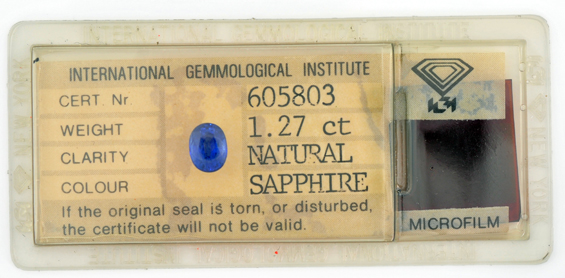 INTERNATIONAL GEMMOLOGICAL INSTITUTE
CERT. Nr 605803
WEIGHT 1.27 ct
CLARITY NATURAL
COLOUR SAPPHIRE
If the original seal is torn, or disturbed,
the certificate will not be valid.
MICROFILM